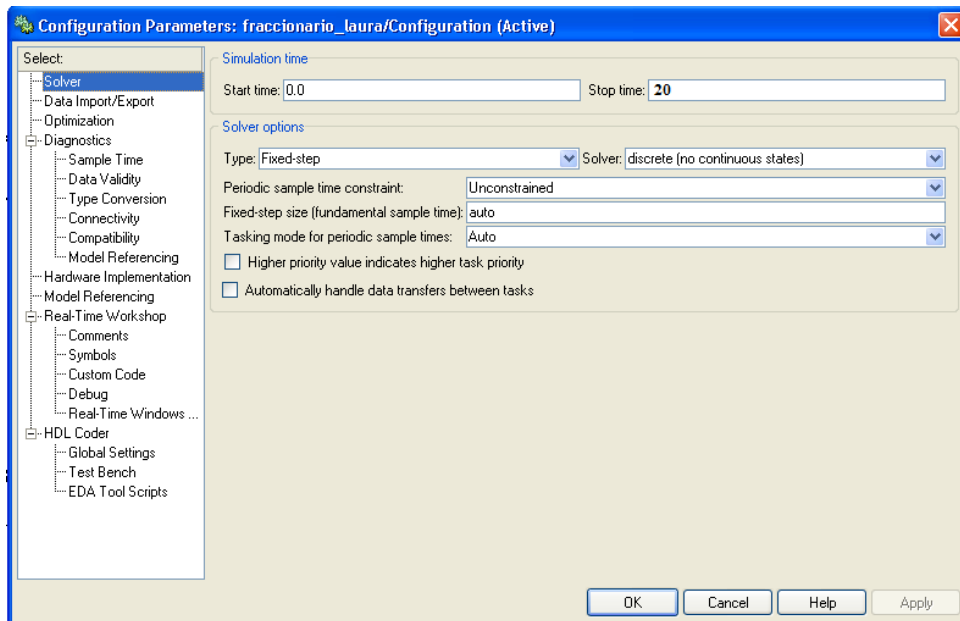 Configuration Parameters: fraccionario_laura/Configuration (Active)
Select:
Solver
Data Import/Export
Optimization
Diagnostics
Sample Time
Data Validity
Type Conversion
Connectivity
Compatibility
Model Referencing
Hardware Implementation
Model Referencing
Real-Time Workshop
Comments
Symbols
Custom Code
Debug
Real-Time Windows ...
HDL Coder
Global Settings
Test Bench
EDA Tool Scripts
Simulation time
Start time: 0.0 Stop time: 20
Solver options
Type: Fixed-step Solver: discrete (no continuous states)
Periodic sample time constraint: Unconstrained
Fixed-step size (fundamental sample time): auto
Tasking mode for periodic sample times: Auto
Higher priority value indicates higher task priority
Automatically handle data transfers between tasks
OK Cancel Help Apply